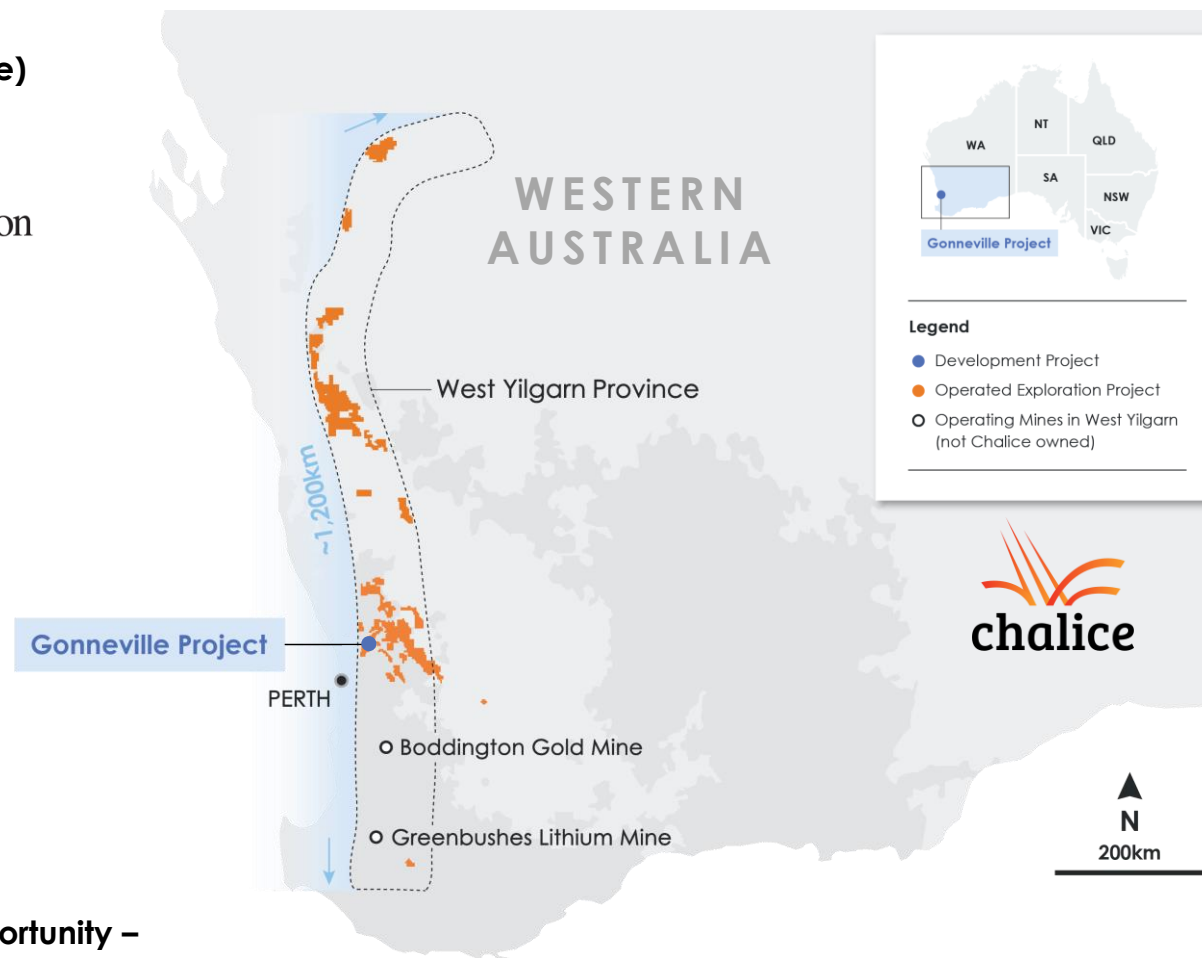 e)
on
WESTERN
AUSTRALIA
West Yilgarn Province
~1,200km
Gonneville Project
PERTH
Boddington Gold Mine
Greenbushes Lithium Mine
ortunity –
WA
NT
QLD
SA
NSW
VIC
Gonneville Project
Legend
Development Project
Operated Exploration Project
Operating Mines in West Yilgarn
(not Chalice owned)
chalice
N
200km